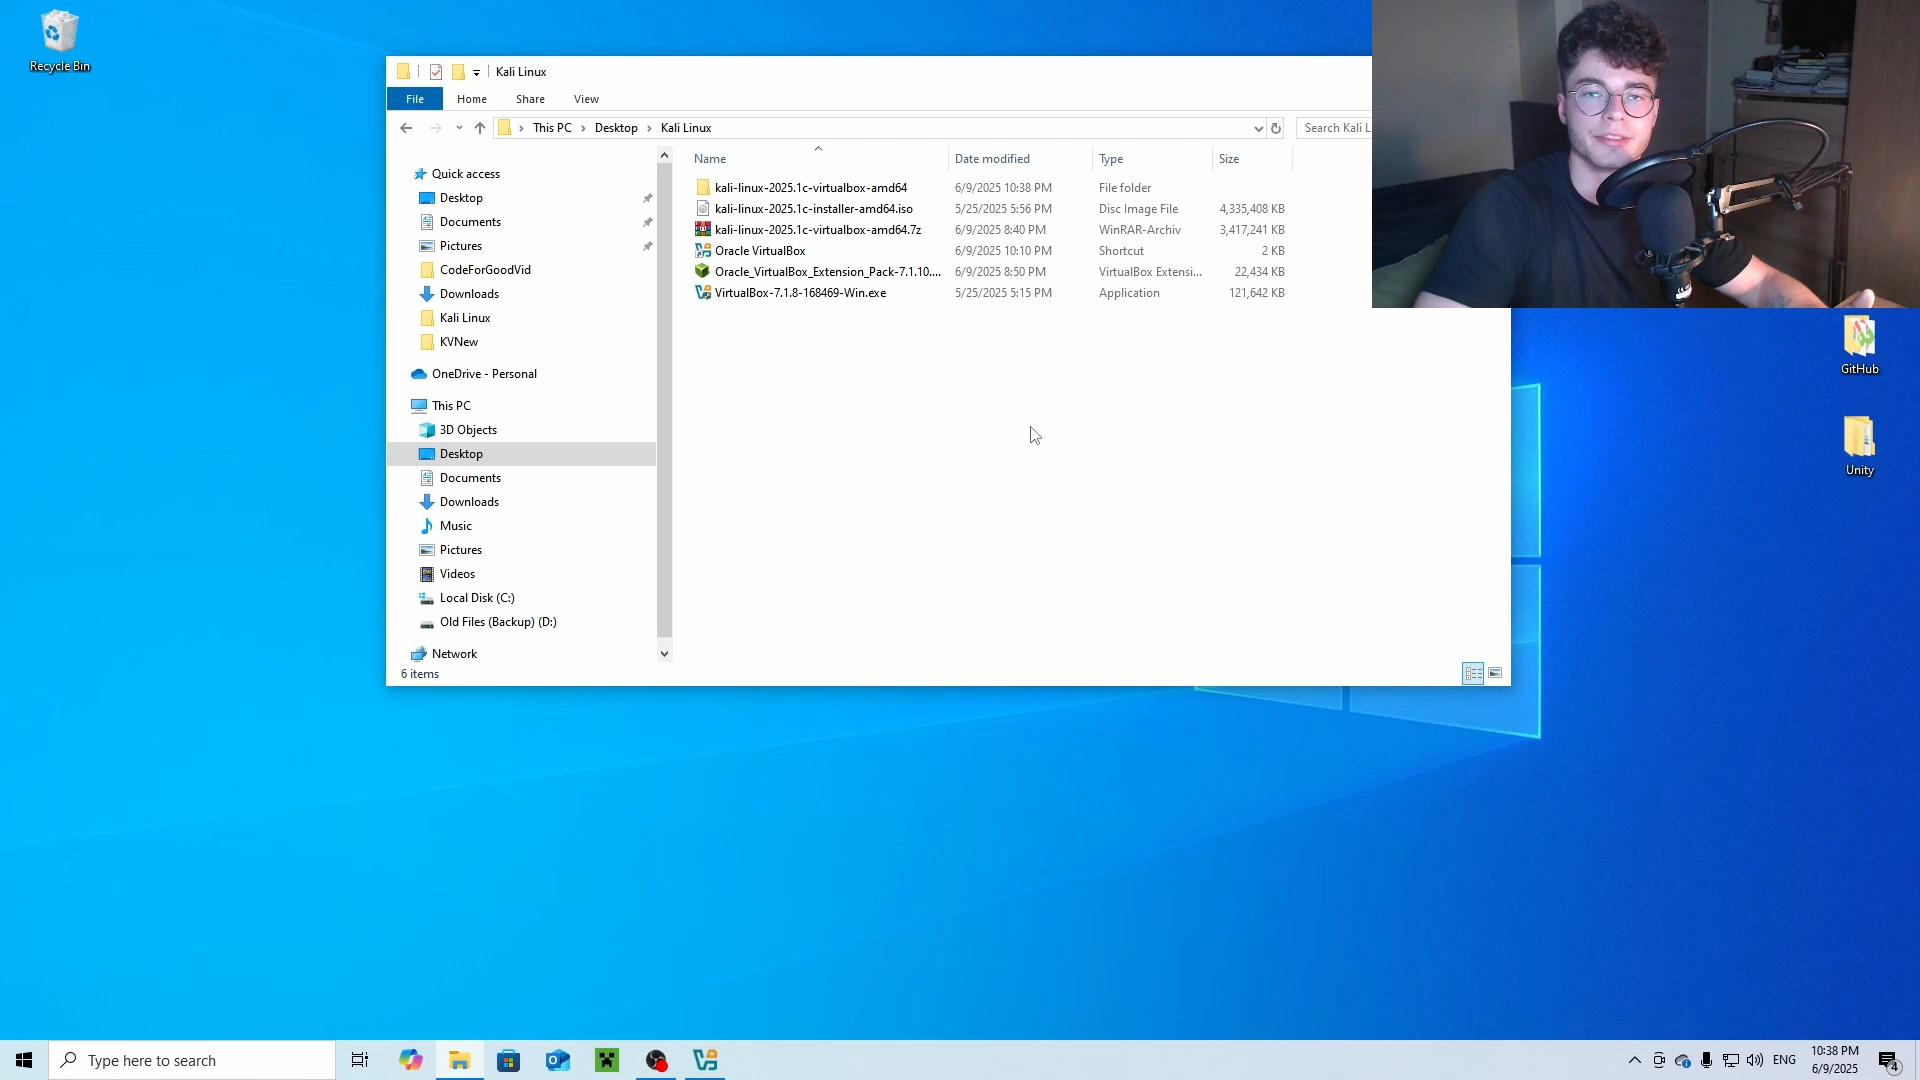 Recycle Bin
Kali Linux
File Home Share View
This PC Desktop Kali Linux
Search Kali L
Name Date modified Type Size
kali-linux-2025.1c-virtualbox-amd64 6/9/2025 10:38 PM File folder
kali-linux-2025.1c-installer-amd64.iso 5/25/2025 5:56 PM Disc Image File 4,335,408 KB
kali-linux-2025.1c-virtualbox-amd64.7z 6/9/2025 8:40 PM WinRAR-Archiv 3,417,241 KB
Oracle VirtualBox 6/9/2025 10:10 PM Shortcut 2 KB
Oracle_VirtualBox_Extension_Pack-7.1.10.... 6/9/2025 8:50 PM VirtualBox Extensi... 22,434 KB
VirtualBox-7.1.8-168469-Win.exe 5/25/2025 5:15 PM Application 121,642 KB
Quick access
Desktop
Documents
Pictures
CodeForGoodVid
Downloads
Kali Linux
KVNew
OneDrive - Personal
This PC
3D Objects
Desktop
Documents
Downloads
Music
Pictures
Videos
Local Disk (C:)
Old Files (Backup) (D:)
Network
6 items
GitHub
Unity
Type here to search
ENG
10:38 PM
6/9/2025
4